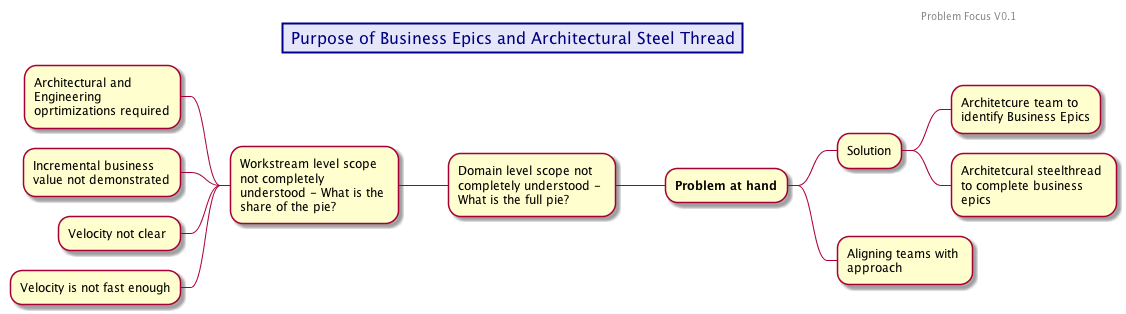 Problem Focus V0.1
Purpose of Business Epics and Architectural Steel Thread
Architectural and
Engineering
oprtimizations required
Incremental business
value not demonstrated
Velocity not clear
Velocity is not fast enough
Workstream level scope
not completely
understood - What is the
share of the pie?
Domain level scope not
completely understood -
What is the full pie?
Problem at hand
Solution
Architetcure team to
identify Business Epics
Architetcural steelthread
to complete business
epics
Aligning teams with
approach